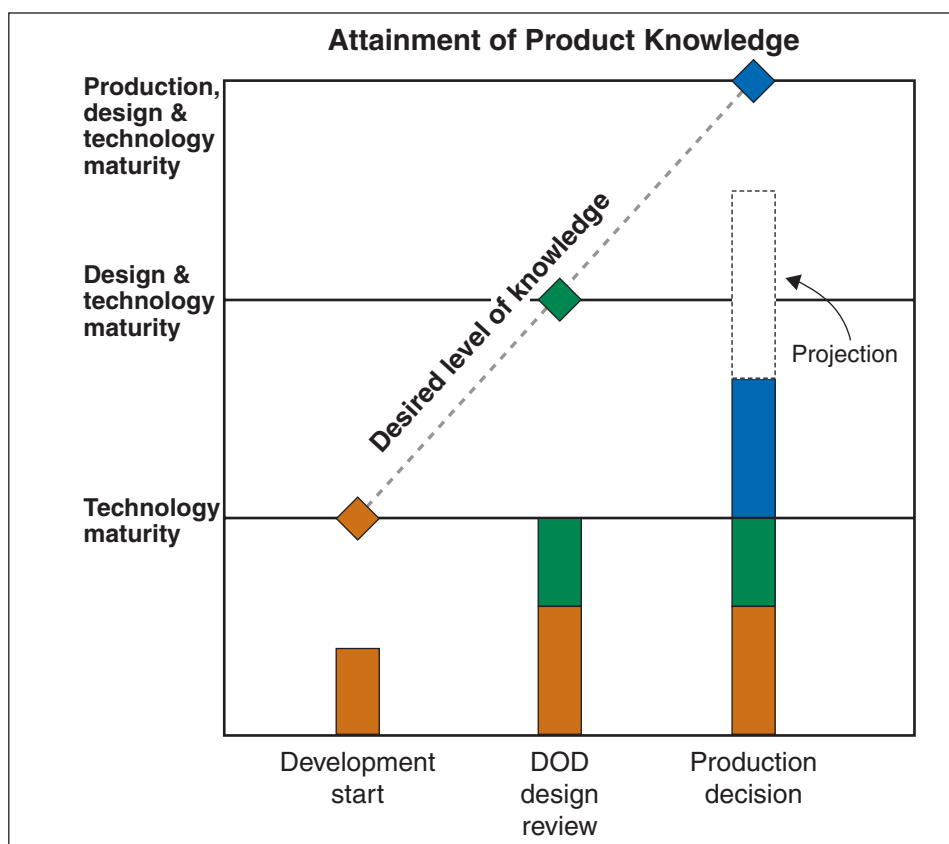 Attainment of Product Knowledge
Production,
design &
technology
maturity
Design &
technology
maturity
Technology
maturity
Desired level of knowledge
Projection
Development
start
DOD
design
review
Production
decision